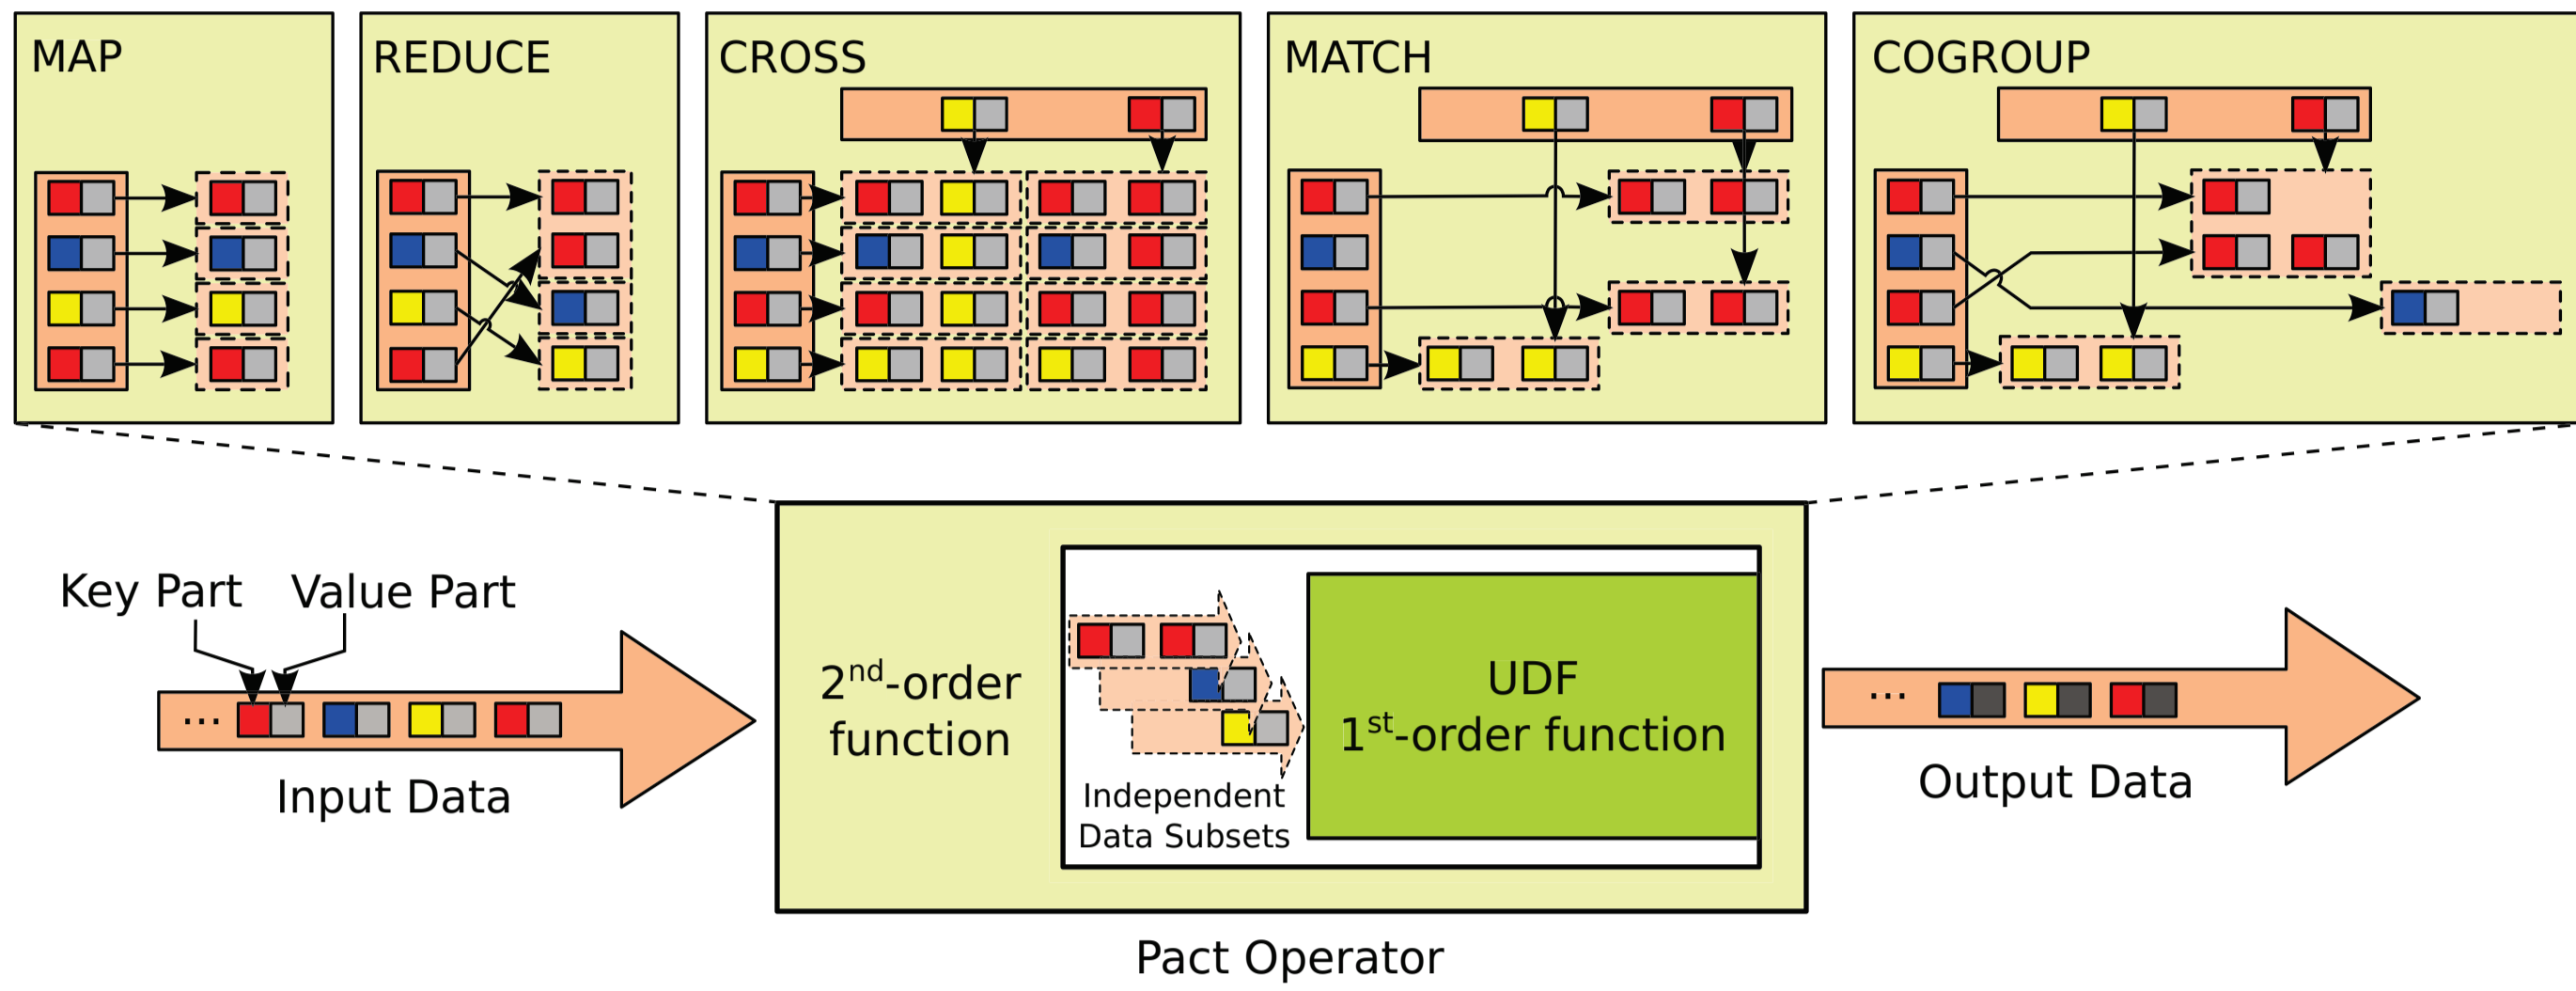 MAP
REDUCE
CROSS
MATCH
COGROUP
Key Part
Value Part
...
Input Data
2nd-order
function
Independent
Data Subsets
UDF
1st-order function
...
Output Data
Pact Operator